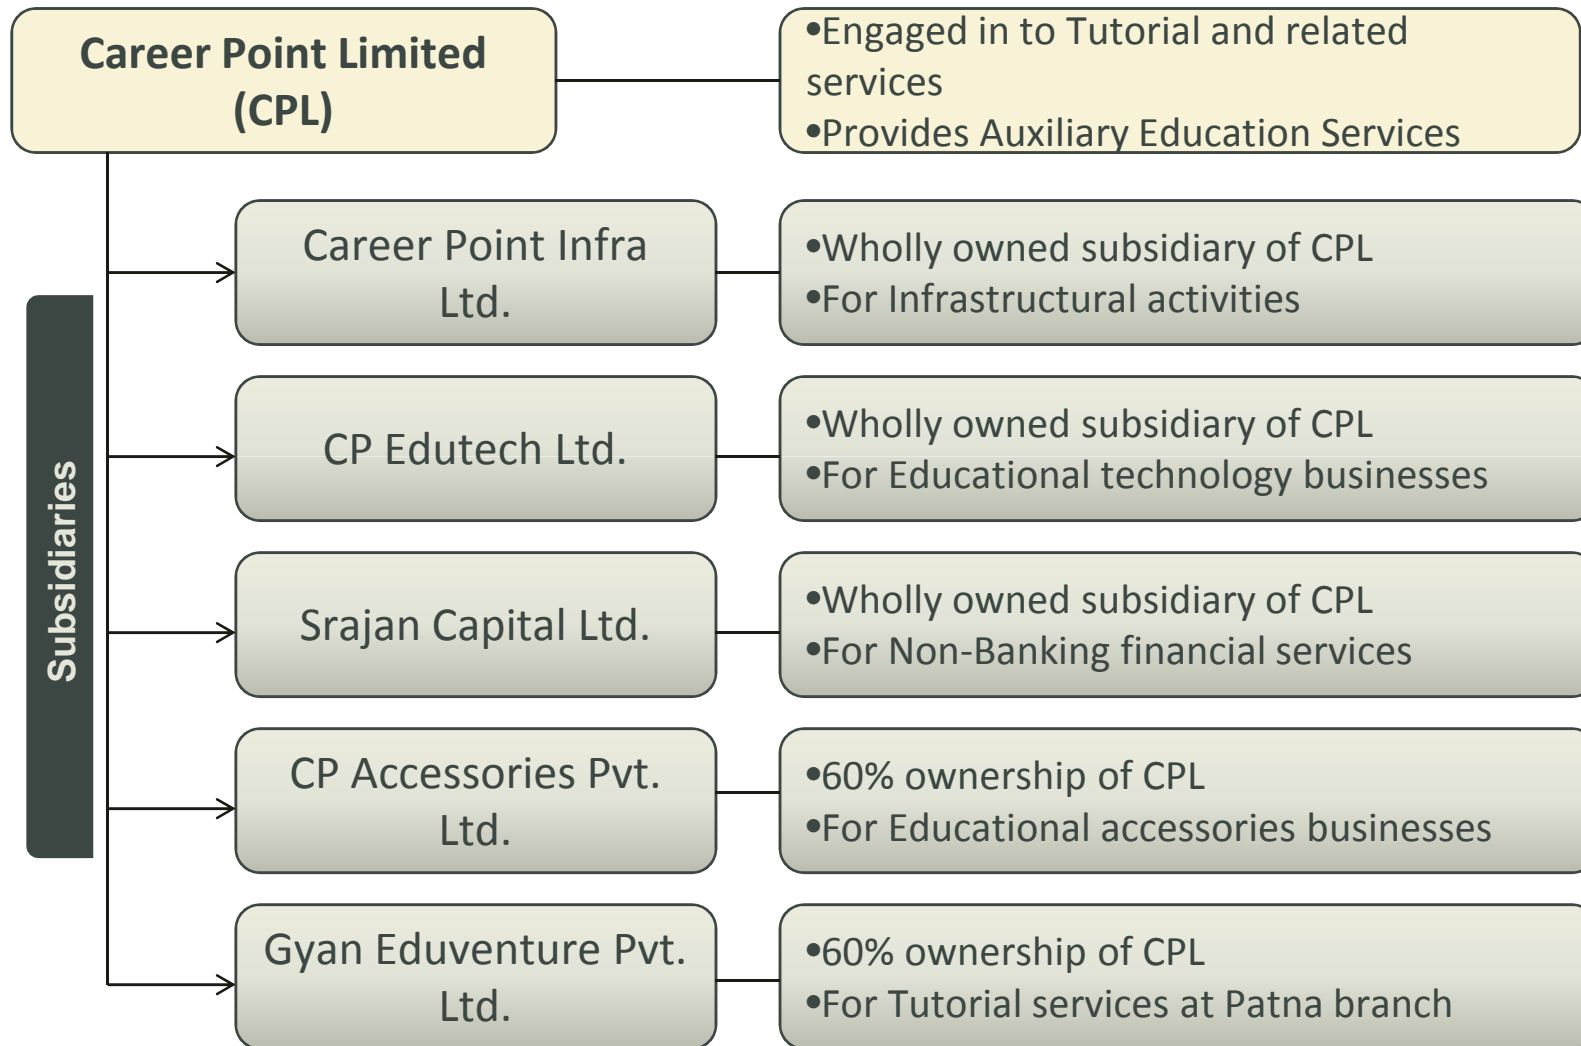 Career Point Limited
(CPL)
•Engaged in to Tutorial and related
services
•Provides Auxiliary Education Services
Subsidiaries
Career Point Infra
Ltd.
•Wholly owned subsidiary of CPL
•For Infrastructural activities
CP Edutech Ltd.
•Wholly owned subsidiary of CPL
•For Educational technology businesses
Srajan Capital Ltd.
•Wholly owned subsidiary of CPL
•For Non-Banking financial services
CP Accessories Pvt.
Ltd.
•60% ownership of CPL
•For Educational accessories businesses
Gyan Eduventure Pvt.
Ltd.
•60% ownership of CPL
•For Tutorial services at Patna branch